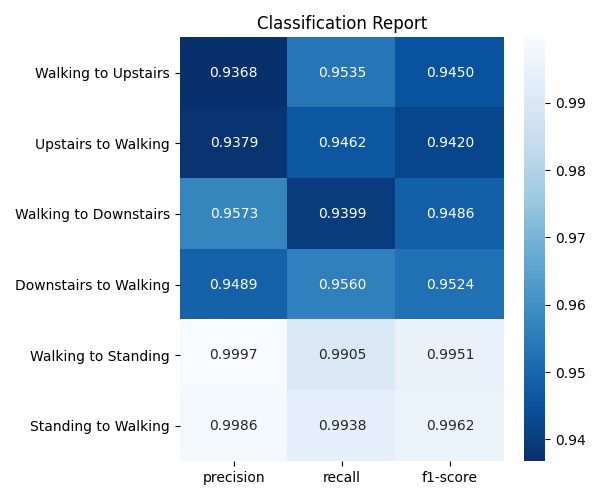 Classification Report
Walking to Upstairs 0.9368 0.9535 0.9450
Upstairs to Walking 0.9379 0.9462 0.9420
Walking to Downstairs 0.9573 0.9399 0.9486
Downstairs to Walking 0.9489 0.9560 0.9524
Walking to Standing 0.9997 0.9905 0.9951
Standing to Walking 0.9986 0.9938 0.9962
precision recall f1-score
0.99
0.98
0.97
0.96
0.95
0.94